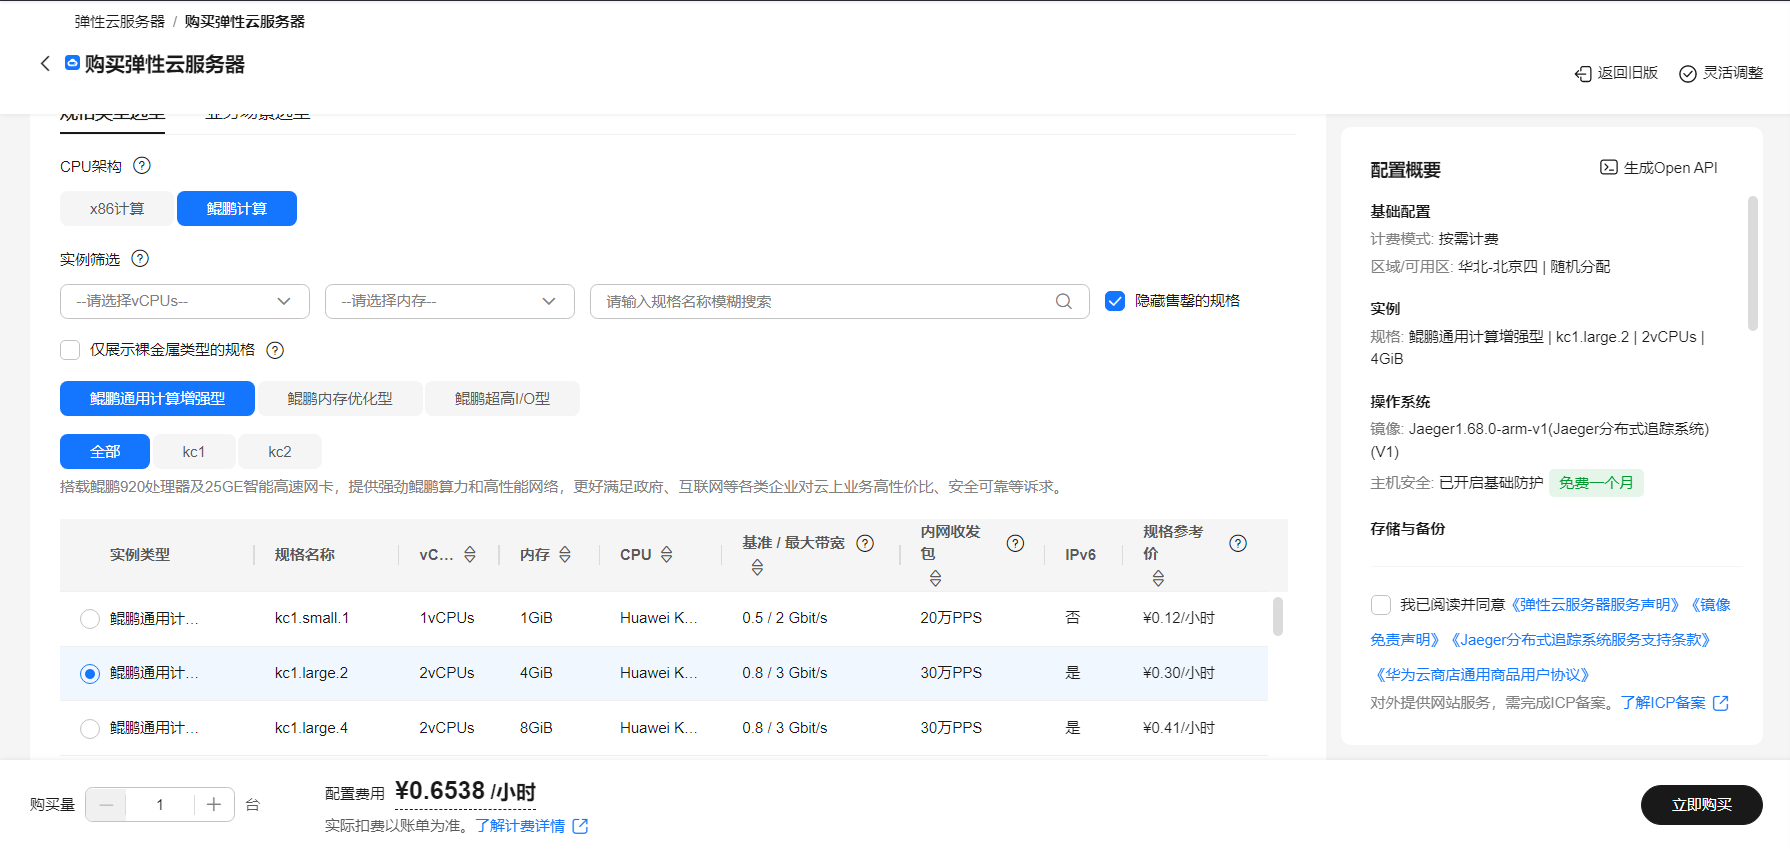 弹性云服务器 / 购买弹性云服务器
购买弹性云服务器
返回旧版
灵活调整
规格类型选型
业务场景选型
CPU架构 ?
x86计算
鲲鹏计算
实例筛选 ?
--请选择vCPUs--
--请选择内存--
请输入规格名称模糊搜索
隐藏售罄的规格
仅展示裸金属类型的规格 ?
鲲鹏通用计算增强型
鲲鹏内存优化型
鲲鹏超高I/O型
全部
kc1
kc2
搭载鲲鹏920处理器及25GE智能高速网卡，提供强劲鲲鹏算力和高性能网络，更好满足政府、互联网等各类企业对云上业务高性价比、安全可靠等诉求。
实例类型 规格名称 vC... 内存 CPU 基准 / 最大带宽 ? 内网收发包 ? IPv6 规格参考价 ?
鲲鹏通用计... kc1.small.1 1vCPUs 1GiB Huawei K... 0.5 / 2 Gbit/s 20万PPS 否 ¥0.12/小时
鲲鹏通用计... kc1.large.2 2vCPUs 4GiB Huawei K... 0.8 / 3 Gbit/s 30万PPS 是 ¥0.30/小时
鲲鹏通用计... kc1.large.4 2vCPUs 8GiB Huawei K... 0.8 / 3 Gbit/s 30万PPS 是 ¥0.41/小时
配置概要
生成Open API
基础配置
计费模式: 按需计费
区域/可用区: 华北-北京四 | 随机分配
实例
规格: 鲲鹏通用计算增强型 | kc1.large.2 | 2vCPUs |
4GiB
操作系统
镜像: Jaeger1.68.0-arm-v1(Jaeger分布式追踪系统)
(V1)
主机安全: 已开启基础防护 免费一个月
存储与备份
我已阅读并同意《弹性云服务器服务声明》《镜像
免责声明》《Jaeger分布式追踪系统服务支持条款》
《华为云商店通用商品用户协议》
对外提供网站服务，需完成ICP备案。了解ICP备案
购买量 1 台
配置费用 ¥0.6538 /小时
实际扣费以账单为准。了解计费详情
立即购买